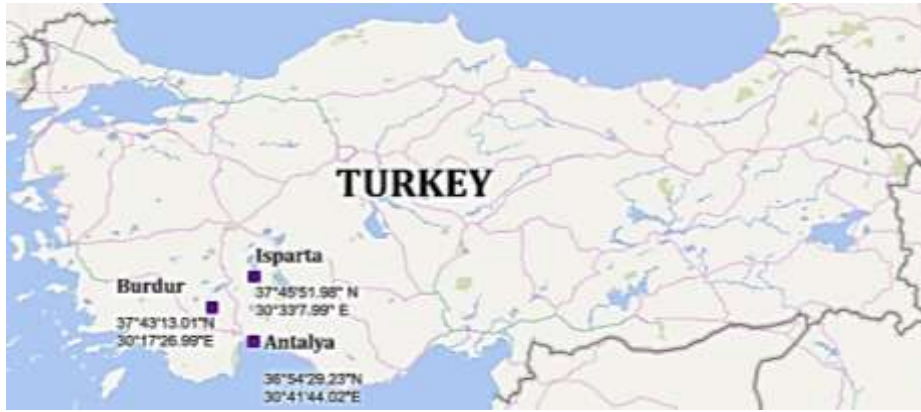 TURKEY
Isparta
37°45'51.98" N
30°33'7.99" E
Burdur
37°43'13.01"N
30°17'26.99"E
Antalya
36°54'29.23"N
30°41'44.02"E